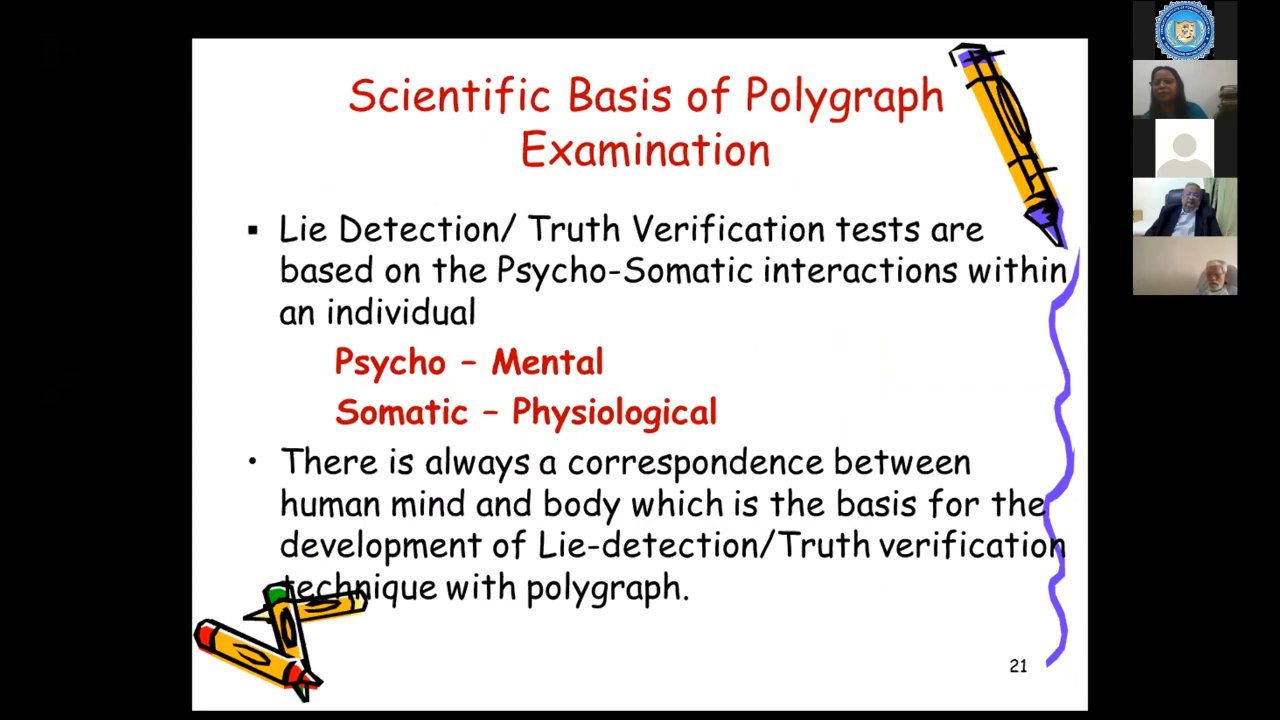 Scientific Basis of Polygraph
Examination
▪ Lie Detection/ Truth Verification tests are
based on the Psycho-Somatic interactions within
an individual
Psycho – Mental
Somatic – Physiological
• There is always a correspondence between
human mind and body which is the basis for the
development of Lie-detection/Truth verification
technique with polygraph.
21